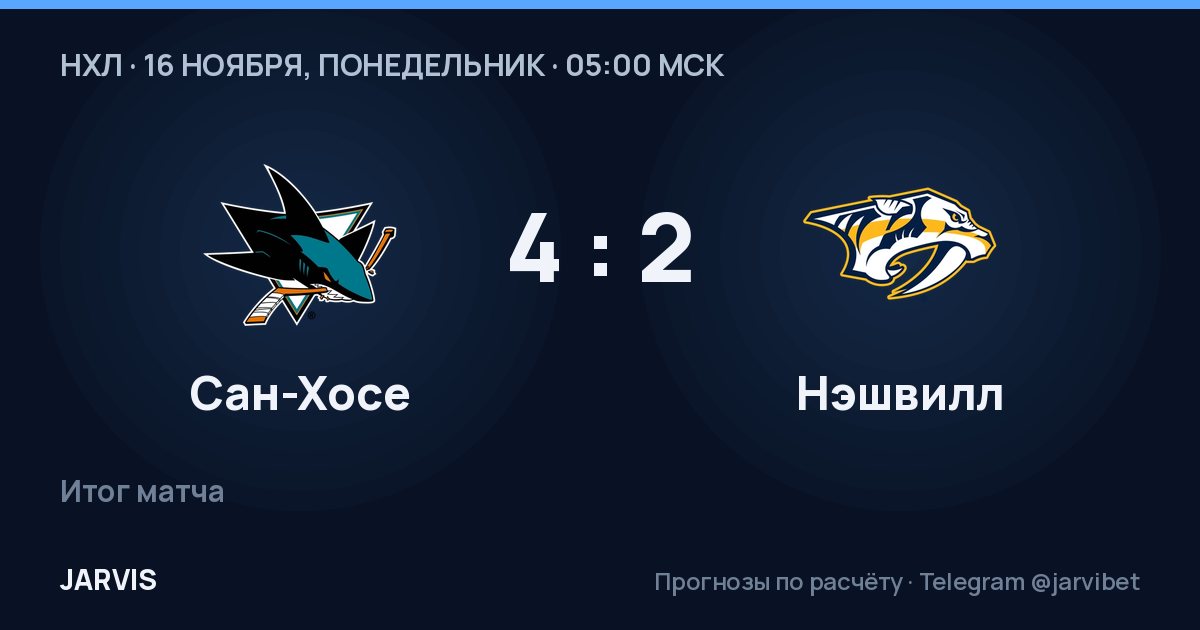 НХЛ · 16 НОЯБРЯ, ПОНЕДЕЛЬНИК · 05:00 МСК
4 : 2
Сан-Хосе
Нэшвилл
Итог матча
JARVIS
Прогнозы по расчёту · Telegram @jarvibet